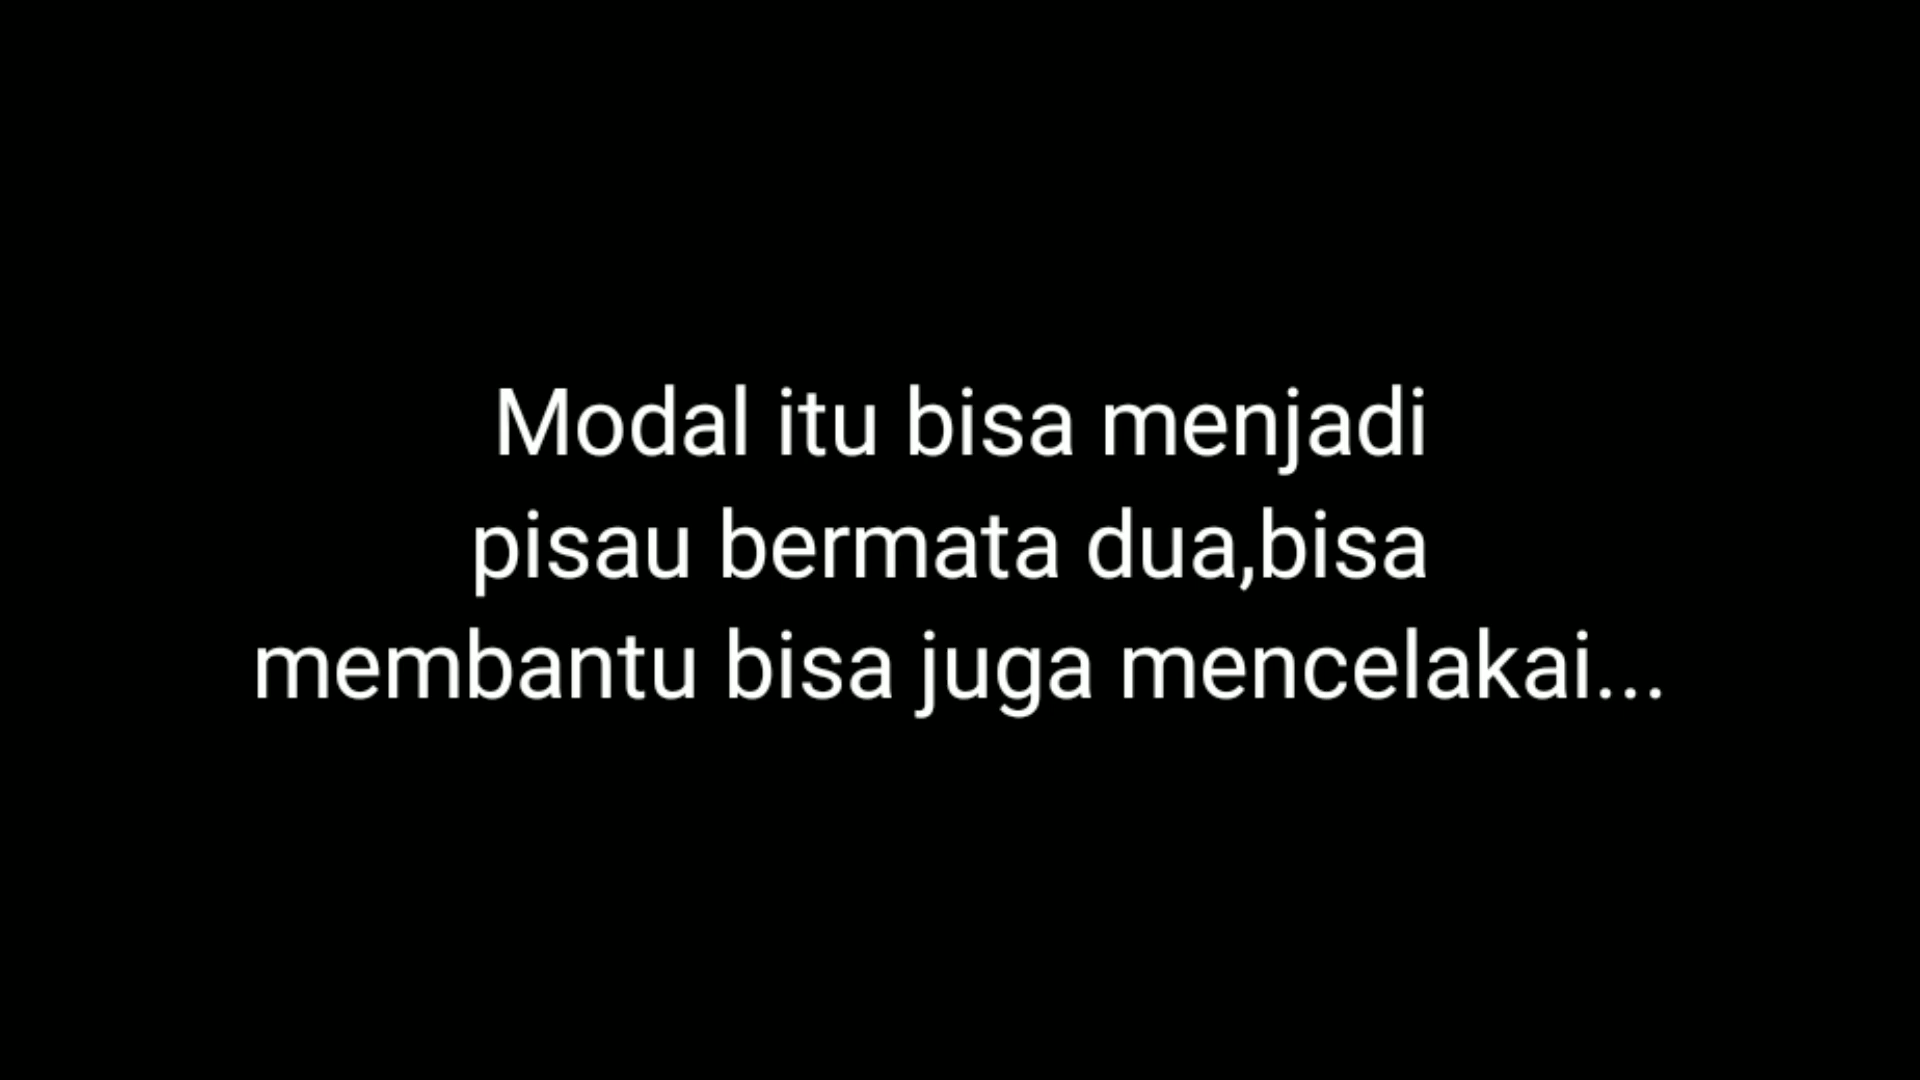 Modal itu bisa menjadi
pisau bermata dua,bisa
membantu bisa juga mencelakai...